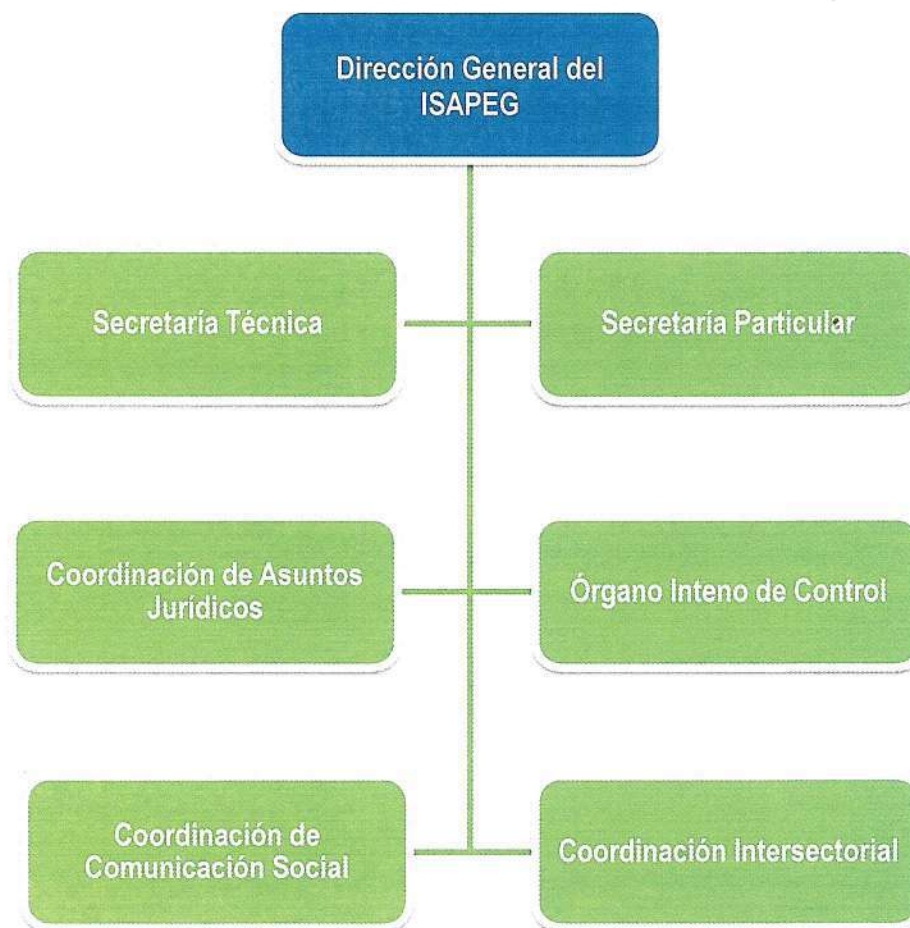 Dirección General del
ISAPEG
Secretaría Técnica
Secretaría Particular
Coordinación de Asuntos
Jurídicos
Órgano Inteno de Control
Coordinación de
Comunicación Social
Coordinación Intersectorial